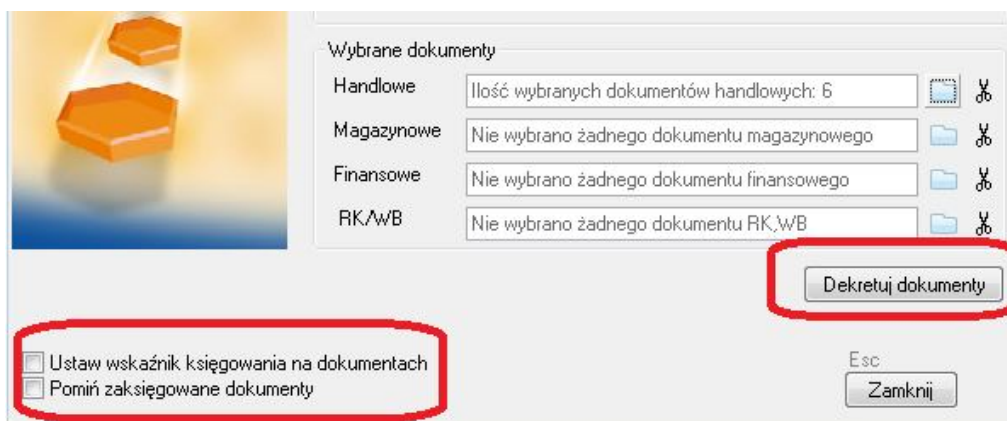 Wybrane dokumenty
Handlowe Ilość wybranych dokumentów handlowych: 6
Magazynowe Nie wybrano żadnego dokumentu magazynowego
Finansowe Nie wybrano żadnego dokumentu finansowego
RK/WB Nie wybrano żadnego dokumentu RK,WB
Dekretuj dokumenty
Ustaw wskaźnik księgowania na dokumentach
Pomiń zaksięgowane dokumenty
Esc
Zamknij